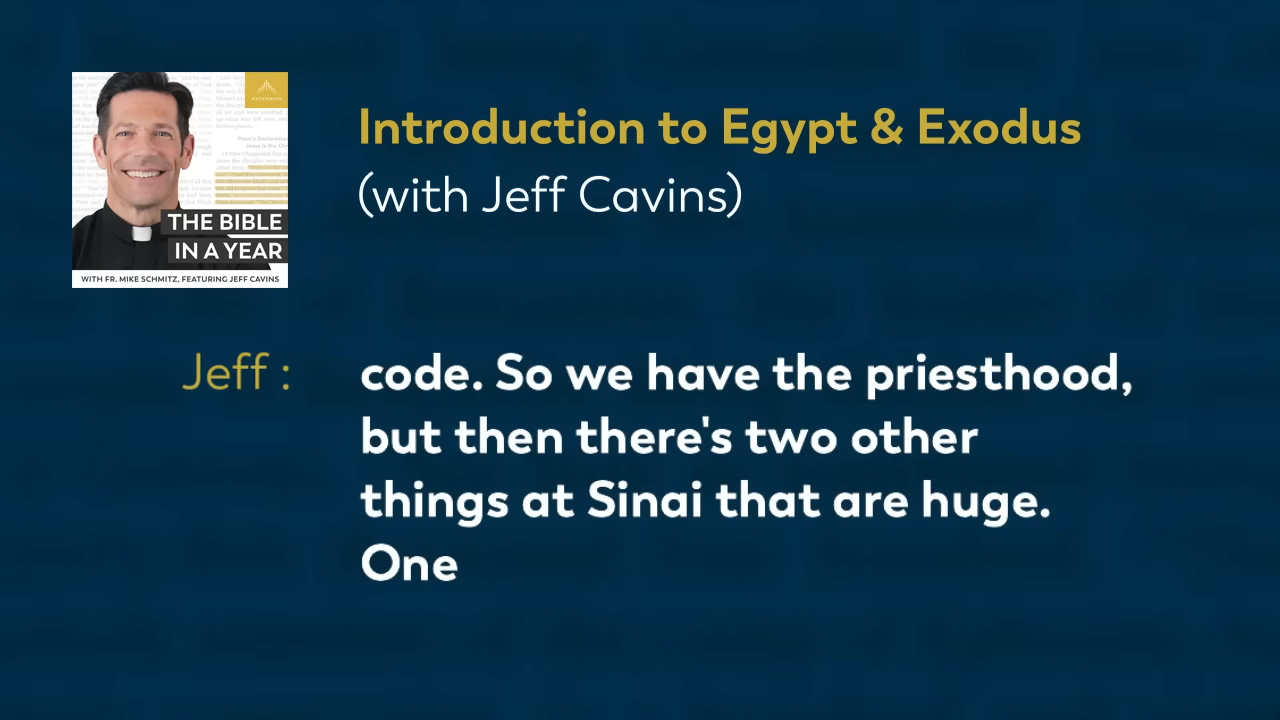 ASCENSION
THE BIBLE
IN A YEAR
WITH FR. MIKE SCHMITZ, FEATURING JEFF CAVINS
Introduction to Egypt & Exodus
(with Jeff Cavins)
Jeff : code. So we have the priesthood,
but then there's two other
things at Sinai that are huge.
One